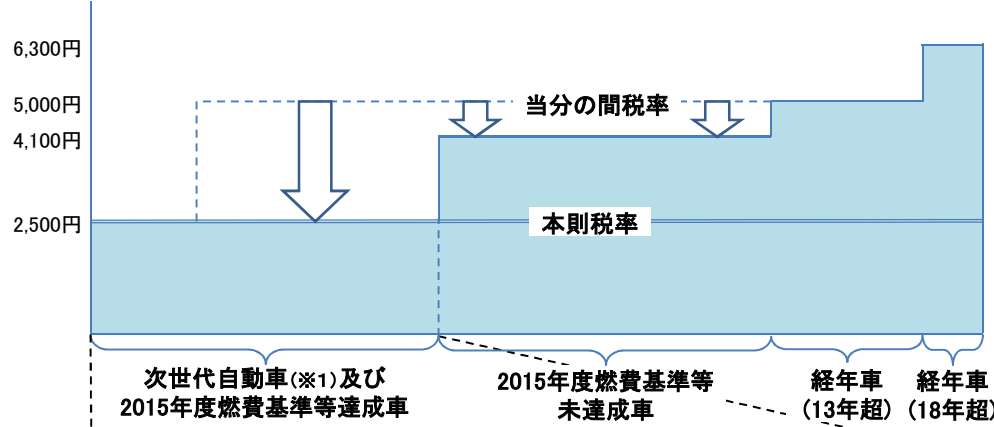 6,300円
5,000円
当分の間税率
4,100円
2,500円
本則税率
次世代自動車(※1)及び
2015年度燃費基準等達成車
2015年度燃費基準等
未達成車
経年車
(13年超)
経年車
(18年超)